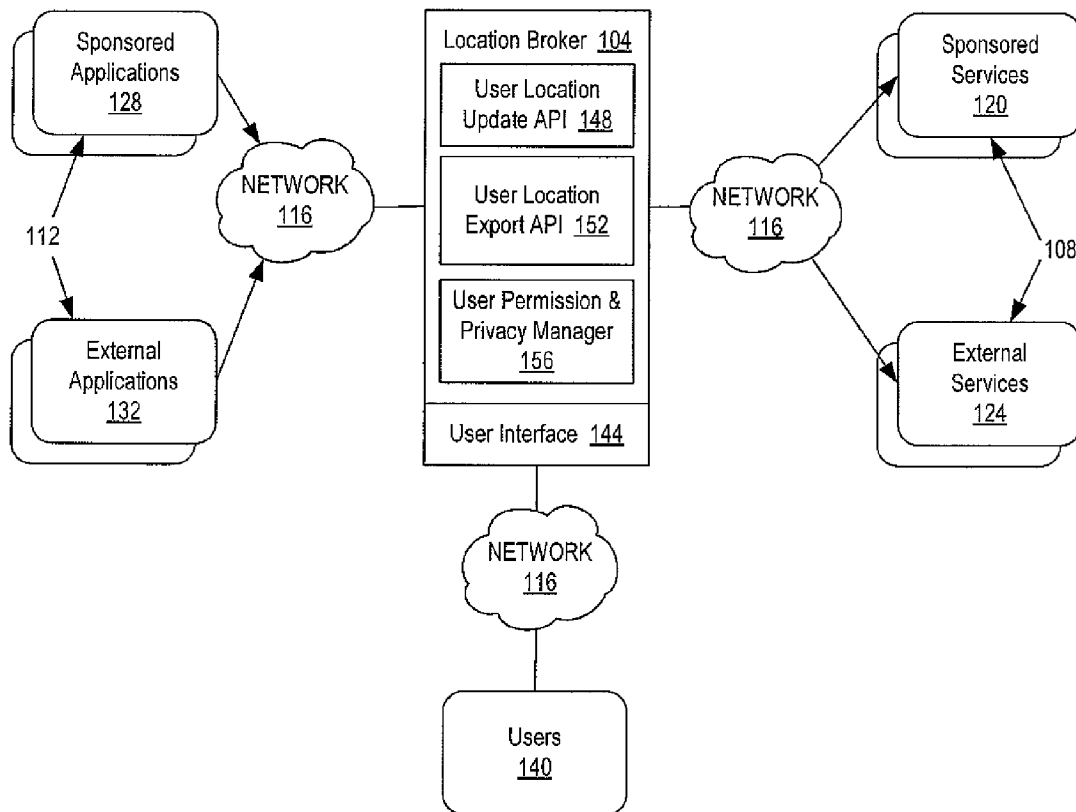 Sponsored
Applications
128
NETWORK
116
112
External
Applications
132
Location Broker 104
User Location
Update API 148
User Location
Export API 152
User Permission &
Privacy Manager
156
User Interface 144
NETWORK
116
Sponsored
Services
120
108
External
Services
124
NETWORK
116
Users
140